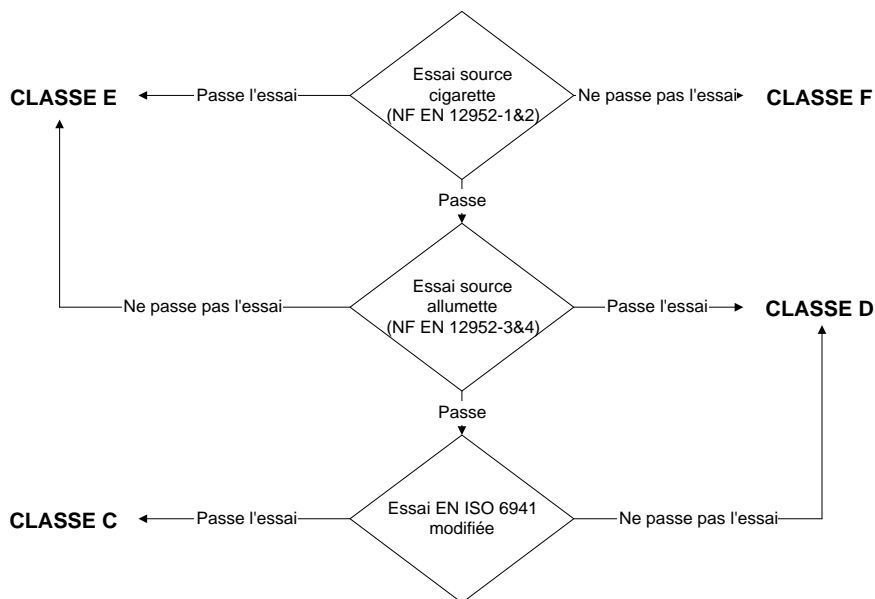 Essai source
cigarette
(NF EN 12952-1&2)
CLASSE E
Passe l'essai
Ne passe pas l'essai
CLASSE F
Passe
Essai source
allumette
(NF EN 12952-3&4)
Ne passe pas l'essai
Passe l'essai
CLASSE D
Passe
Essai EN ISO 6941
modifiée
CLASSE C
Passe l'essai
Ne passe pas l'essai